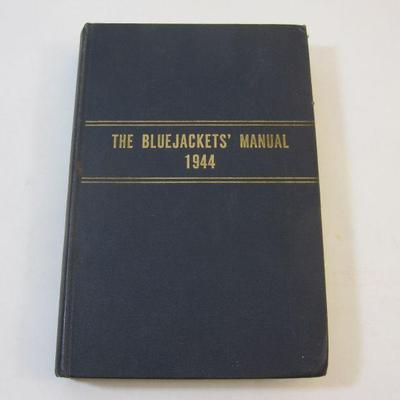 THE BLUEJACKETS' MANUAL
1944